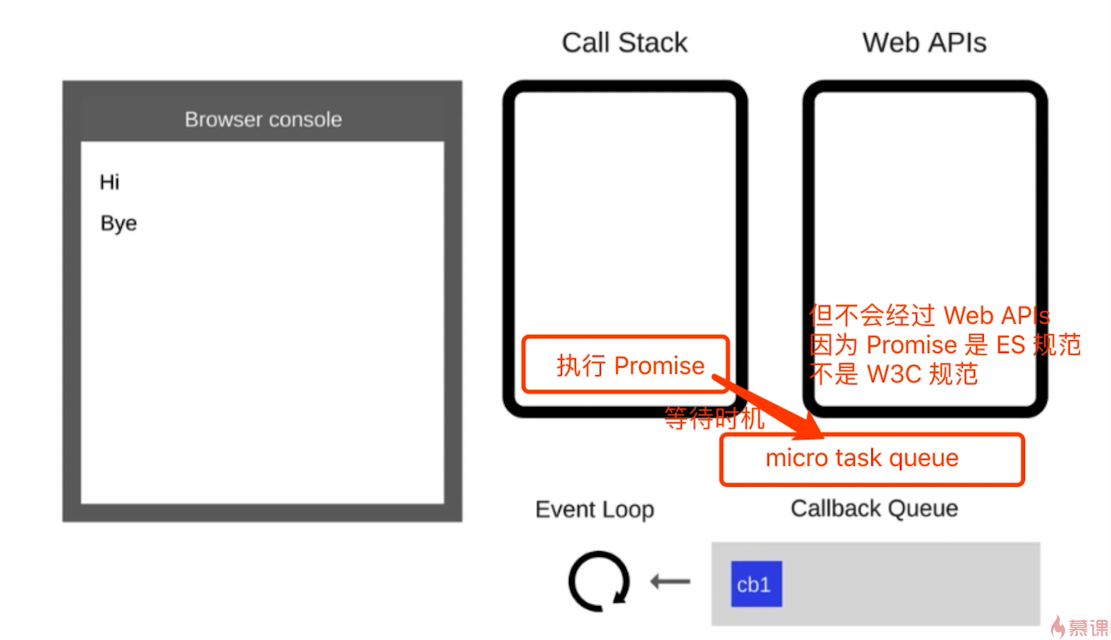 Call Stack
Web APIs
Browser console
Hi
Bye
但不会经过 Web APIs
因为 Promise 是 ES 规范
不是 W3C 规范
执行 Promise
等待时机
micro task queue
Event Loop
Callback Queue
cb1
慕课